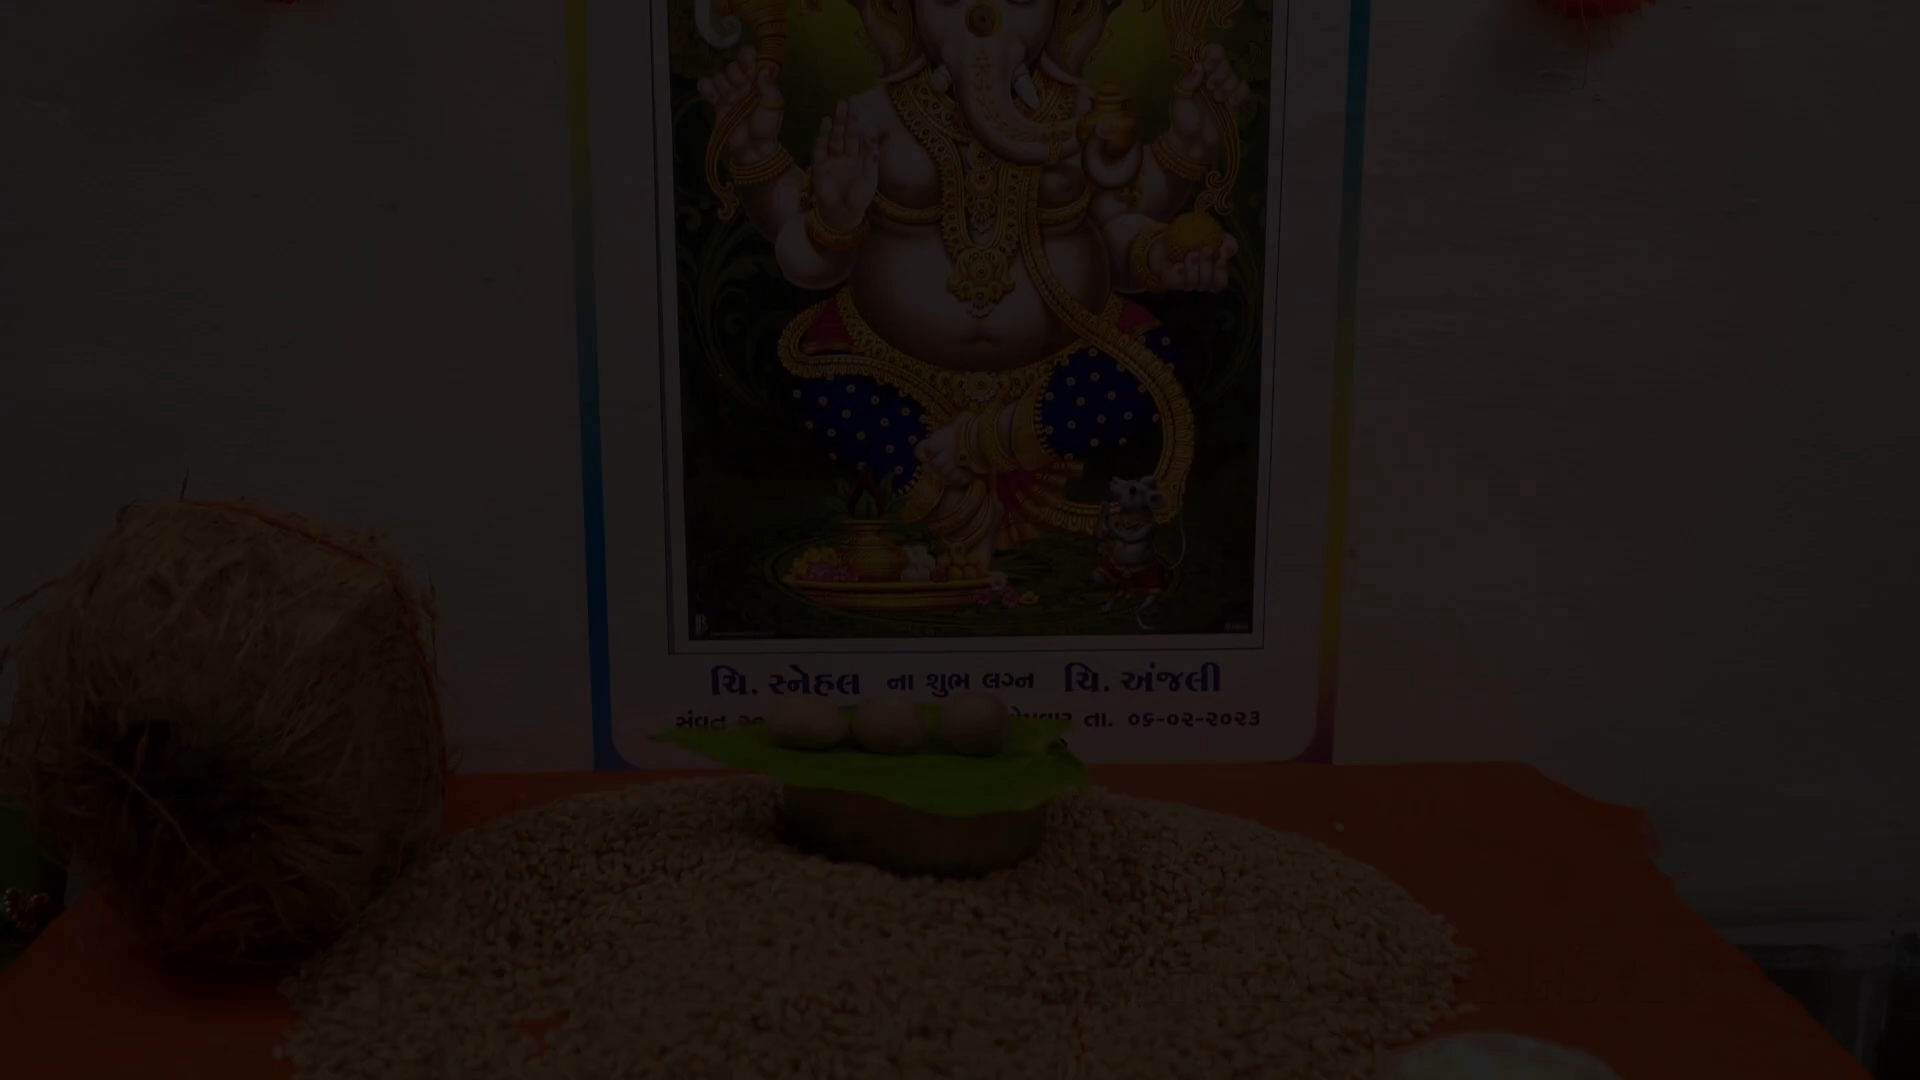 ચિ. સ્નેહલ ના શુભ લગ્ન ચિ. અંજલી
સંવત તા. ૦૬-૦૨-૨૦૨૩